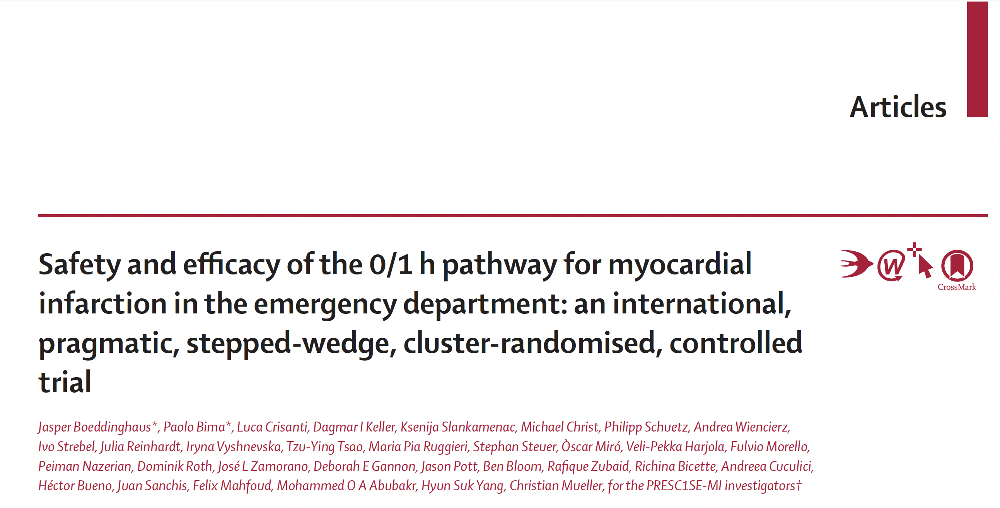 Articles
Safety and efficacy of the 0/1 h pathway for myocardial
infarction in the emergency department: an international,
pragmatic, stepped-wedge, cluster-randomised, controlled
trial
W
CrossMark
Jasper Boeddinghaus*, Paolo Bima*, Luca Crisanti, Dagmar I Keller, Ksenija Slankamenac, Michael Christ, Philipp Schuetz, Andrea Wiencierz,
Ivo Strebel, Julia Reinhardt, Iryna Vyshnevska, Tzu-Ying Tsao, Maria Pia Ruggieri, Stephan Steuer, Òscar Miró, Veli-Pekka Harjola, Fulvio Morello,
Peiman Nazerian, Dominik Roth, José L Zamorano, Deborah E Gannon, Jason Pott, Ben Bloom, Rafique Zubaid, Richina Bicette, Andreea Cuculici,
Héctor Bueno, Juan Sanchis, Felix Mahfoud, Mohammed O A Abubakr, Hyun Suk Yang, Christian Mueller, for the PRESC1SE-MI investigators†